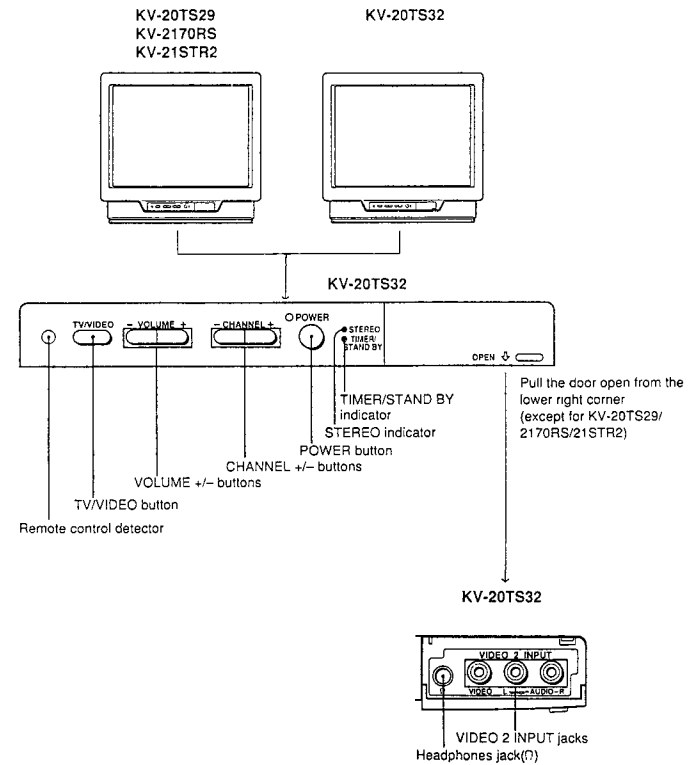 KV-20TS29
KV-2170RS
KV-21STR2
KV-20TS32
KV-20TS32
TV/VIDEO
– VOLUME +
– CHANNEL +
POWER
STEREO
TIMER/
STAND BY
OPEN
Pull the door open from the
lower right corner
(except for KV-20TS29/
2170RS/21STR2)
TIMER/STAND BY
indicator
STEREO indicator
POWER button
CHANNEL +/– buttons
VOLUME +/– buttons
TV/VIDEO button
Remote control detector
KV-20TS32
VIDEO 2 INPUT
VIDEO L—AUDIO–R
VIDEO 2 INPUT jacks
Headphones jack(Ω)